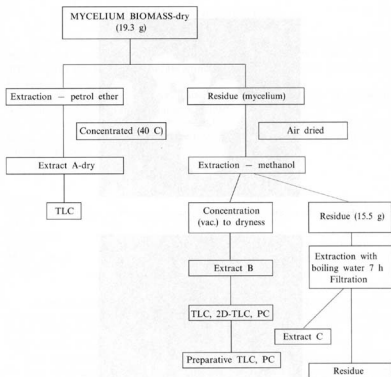 MYCELIUM BIOMASS-dry
(19.3 g)
Extraction — petrol ether
Residue (mycelium)
Concentrated (40 C)
Air dried
Extract A-dry
Extraction — methanol
TLC
Concentration
(vac.) to dryness
Residue (15.5 g)
Extract B
Extraction with
boiling water 7 h
Filtration
TLC, 2D-TLC, PC
Extract C
Preparative TLC, PC
Residue